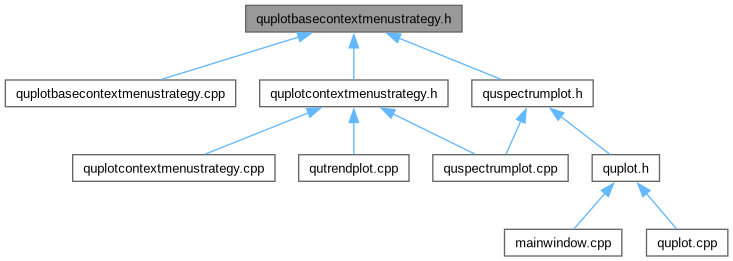 quplotbasecontextmenustrategy.h
quplotbasecontextmenustrategy.cpp
quplotcontextmenustrategy.h
quspectrumplot.h
quplotcontextmenustrategy.cpp
qutrendplot.cpp
quspectrumplot.cpp
quplot.h
mainwindow.cpp
quplot.cpp